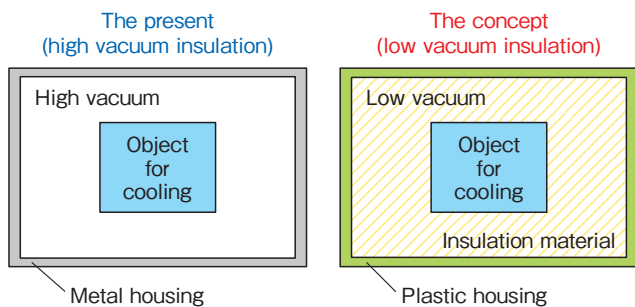 The present
(high vacuum insulation)
High vacuum
Object
for
cooling
Metal housing
The concept
(low vacuum insulation)
Low vacuum
Object
for
cooling
Insulation material
Plastic housing